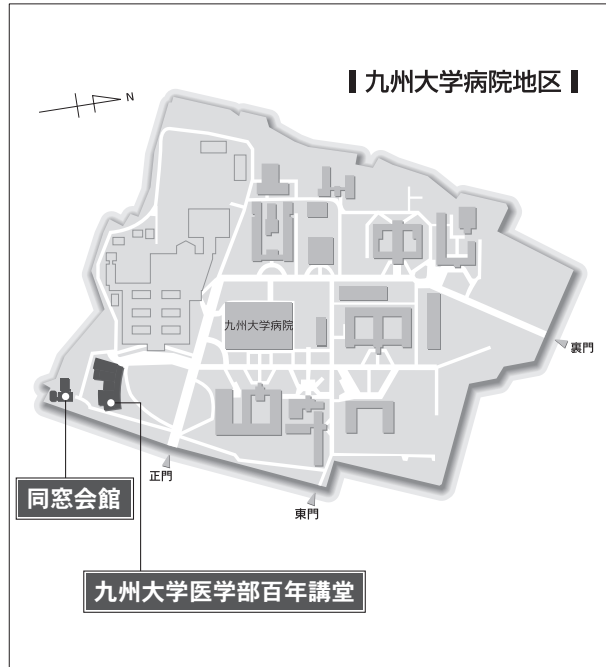 ▌九州大学病院地区▐
N
九州大学病院
裏門
正門
東門
同窓会館
九州大学医学部百年講堂